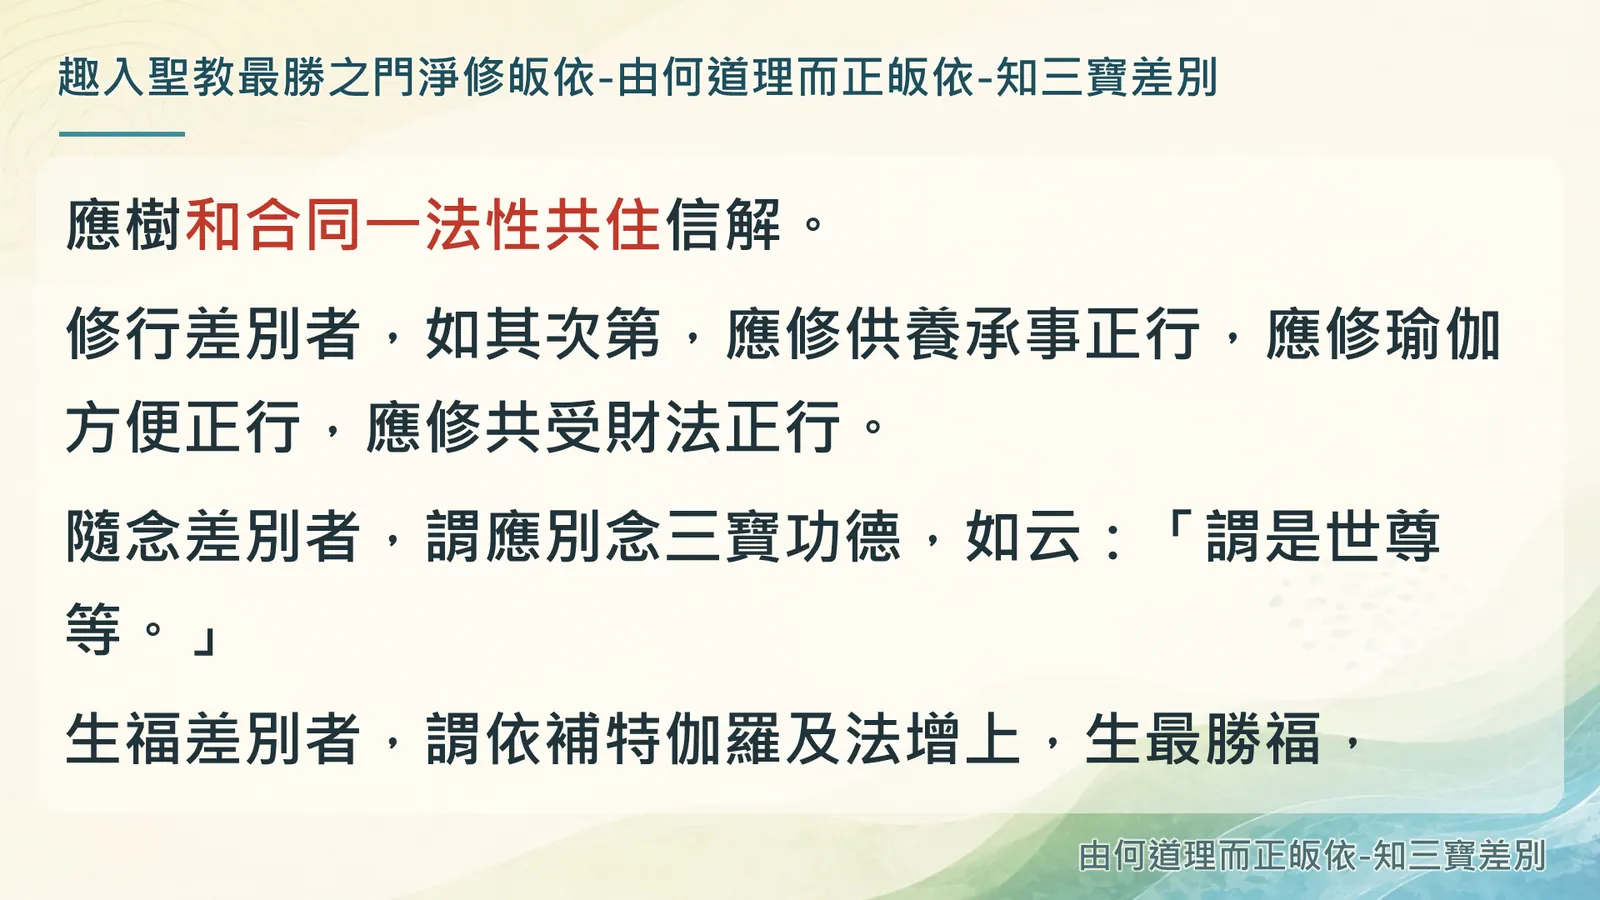 趣入聖教最勝之門淨修皈依-由何道理而正皈依-知三寶差別
應樹和合同一法性共住信解。
修行差別者，如其次第，應修供養承事正行，應修瑜伽
方便正行，應修共受財法正行。
隨念差別者，謂應別念三寶功德，如云：「謂是世尊
等。」
生福差別者，謂依補特伽羅及法增上，生最勝福，
由何道理而正皈依-知三寶差別